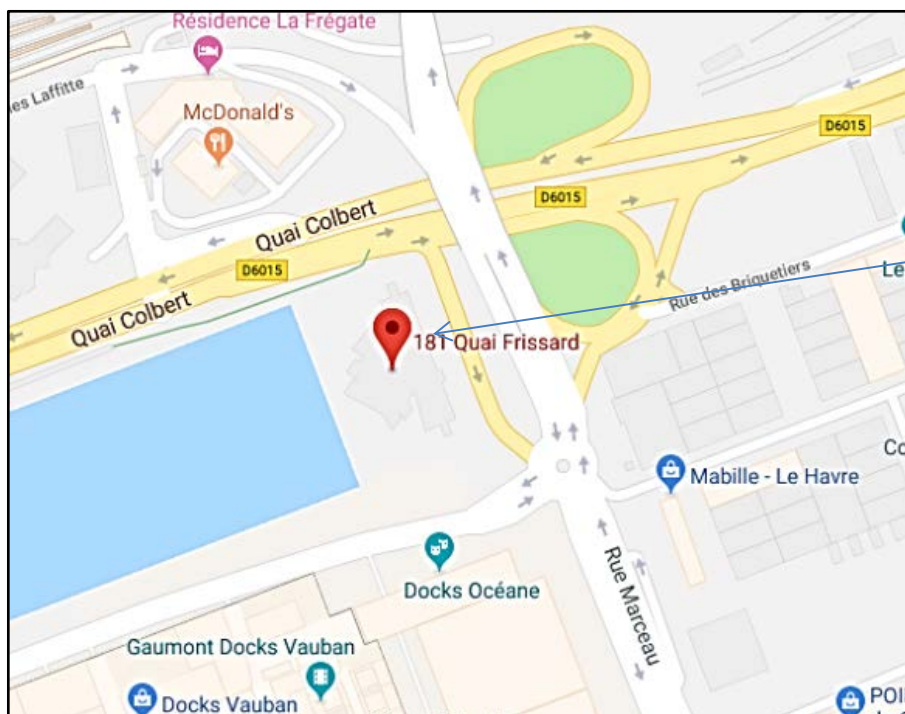 Résidence La Frégate
es Laffitte
McDonald's
D6015
D6015
Quai Colbert
D6015
Quai Colbert
Rue des Briquetiers
Le
181 Quai Frissard
Co
Mabille - Le Havre
Docks Océane
Rue Marceau
Gaumont Docks Vauban
Docks Vauban
POI